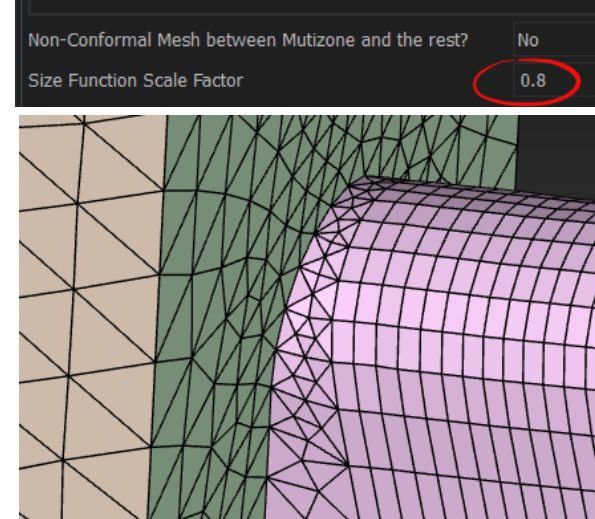 Non-Conformal Mesh between Mutizone and the rest? No
Size Function Scale Factor 0.8